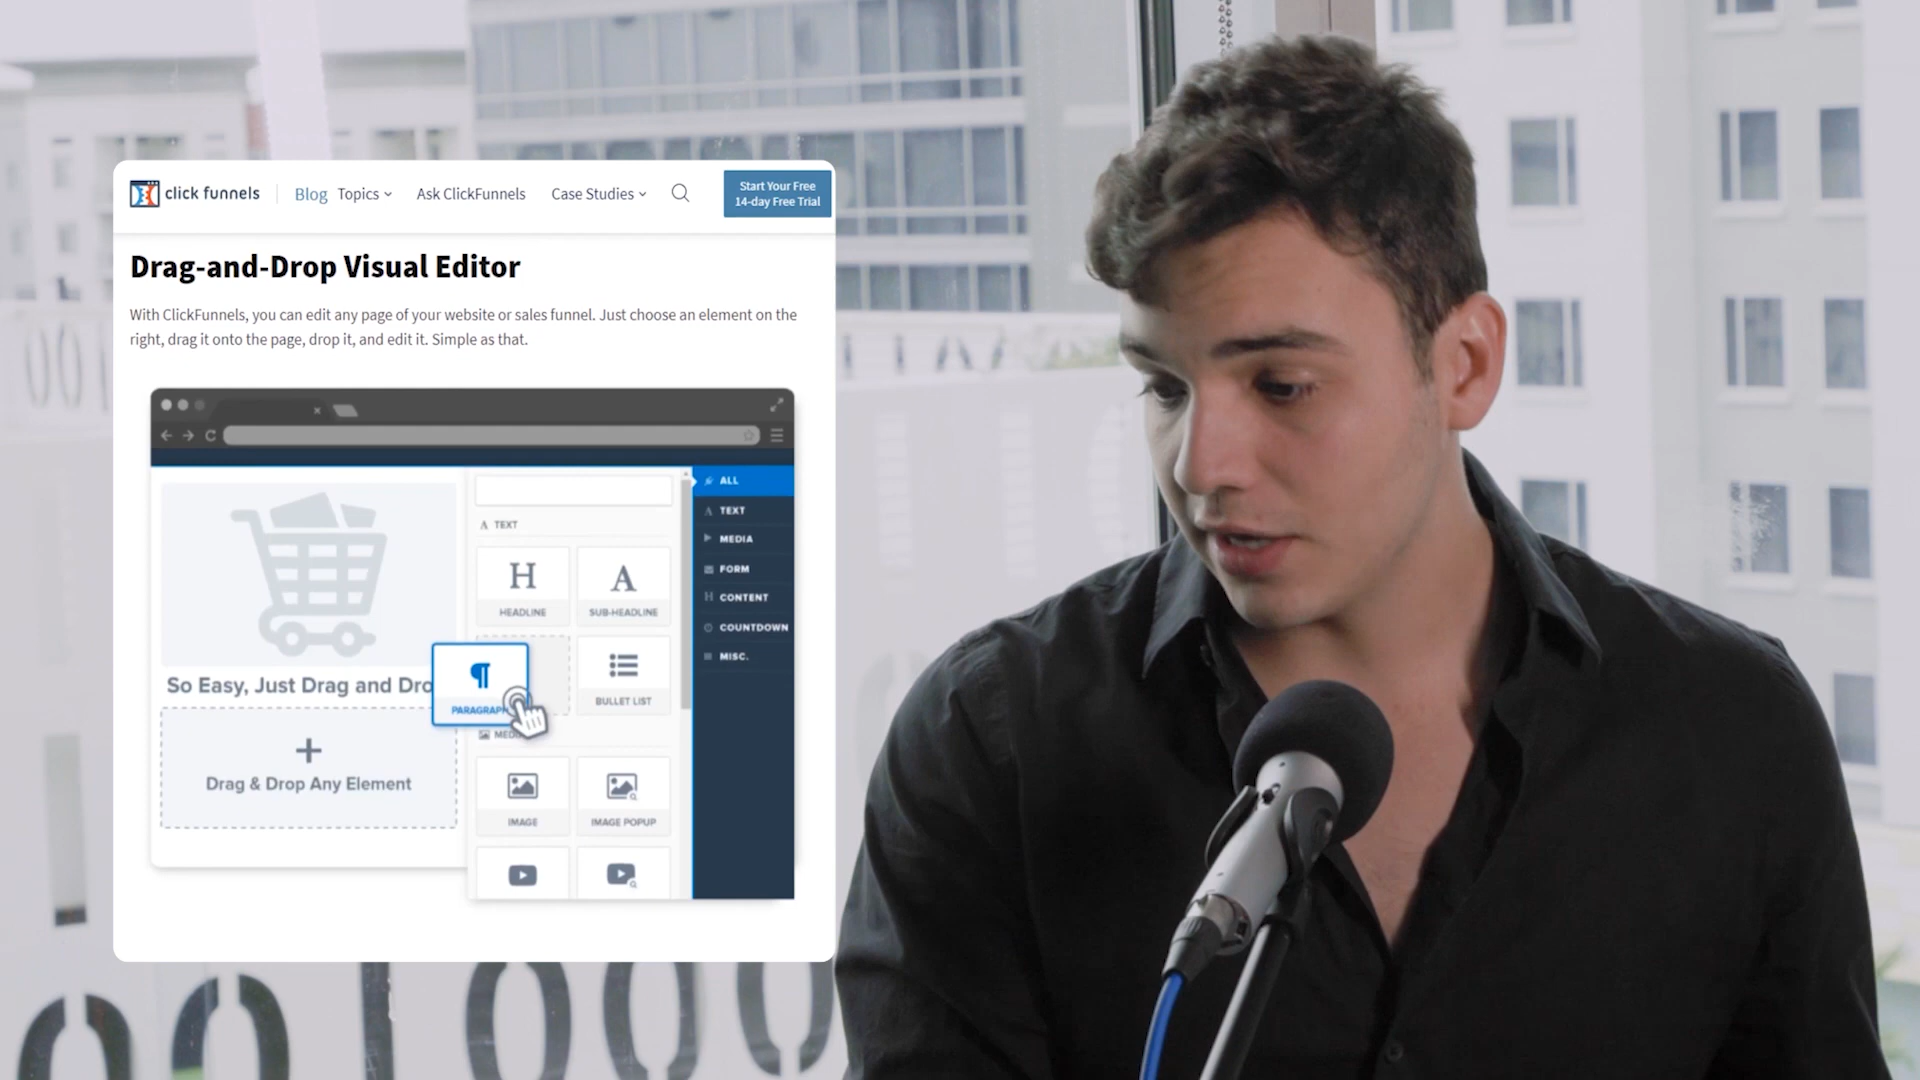 click funnels
Blog
Topics
Ask ClickFunnels
Case Studies
Start Your Free
14-day Free Trial
Drag-and-Drop Visual Editor
With ClickFunnels, you can edit any page of your website or sales funnel. Just choose an element on the
right, drag it onto the page, drop it, and edit it. Simple as that.
ALL
A TEXT
TEXT
MEDIA
FORM
H CONTENT
COUNTDOWN
MISC.
H
HEADLINE
A
SUB-HEADLINE
So Easy, Just Drag and Dro
¶
PARAGRAPH
BULLET LIST
+
Drag & Drop Any Element
IMAGE
IMAGE POPUP